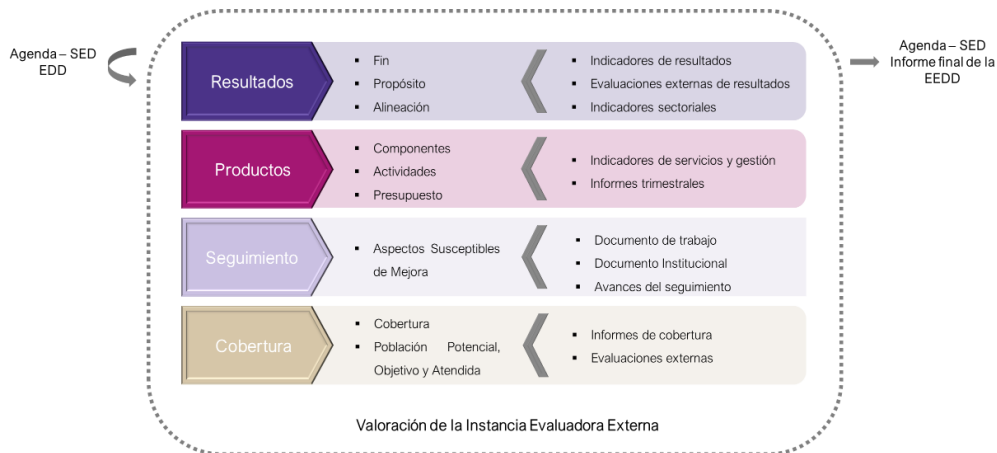 Agenda – SED
EDD
Agenda – SED
Informe final de la
EEDD
Resultados
▪ Fin
▪ Propósito
▪ Alineación
▪ Indicadores de resultados
▪ Evaluaciones externas de resultados
▪ Indicadores sectoriales
Productos
▪ Componentes
▪ Actividades
▪ Presupuesto
▪ Indicadores de servicios y gestión
▪ Informes trimestrales
Seguimiento
▪ Aspectos Susceptibles
de Mejora
▪ Documento de trabajo
▪ Documento Institucional
▪ Avances del seguimiento
Cobertura
▪ Cobertura
▪ Población Potencial,
Objetivo y Atendida
▪ Informes de cobertura
▪ Evaluaciones externas
Valoración de la Instancia Evaluadora Externa